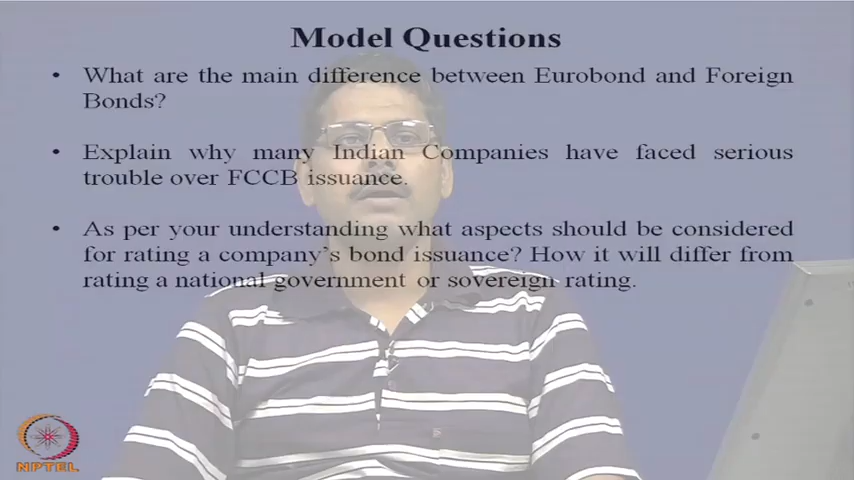 Model Questions
• What are the main difference between Eurobond and Foreign
Bonds?
• Explain why many Indian Companies have faced serious
trouble over FCCB issuance.
• As per your understanding what aspects should be considered
for rating a company's bond issuance? How it will differ from
rating a national government or sovereign rating.
NPTEL